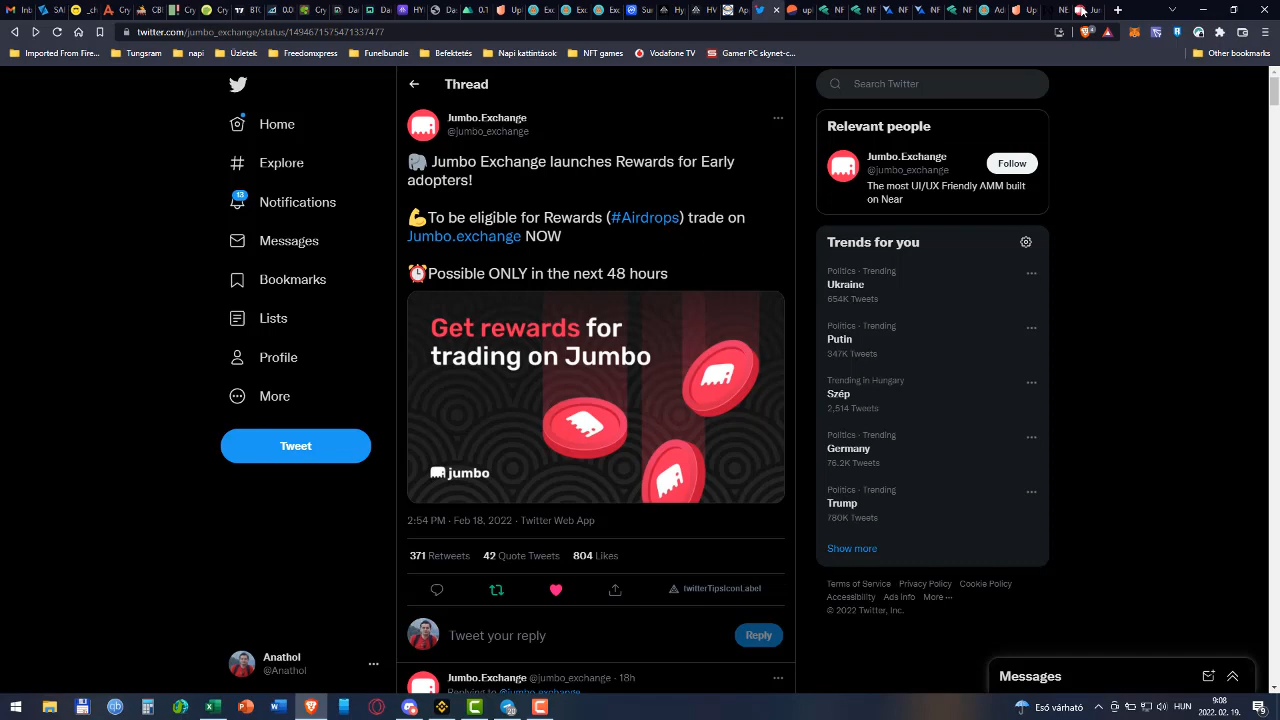 twitter.com/jumbo_exchange/status/1494671575471337477
Imported From Fire...
Tungsram
napi
Üzletek
Froggerblog
Befektetés
Napi kattintások
NFT games
Vodafone TV
Gamer PC skynet-c...
Other bookmarks
Home
Explore
13
Notifications
Messages
Bookmarks
Lists
Profile
More
Tweet
Anathol
@Anathol
Thread
Jumbo.Exchange
@jumbo_exchange
🐘 Jumbo Exchange launches Rewards for Early
adopters!
💪To be eligible for Rewards (#Airdrops) trade on
Jumbo.exchange NOW
⏰Possible ONLY in the next 48 hours
Get rewards for
trading on Jumbo
jumbo
2:54 PM · Feb 18, 2022 · Twitter Web App
371 Retweets 42 Quote Tweets 804 Likes
twitterTipsIconLabel
Tweet your reply
Reply
Jumbo.Exchange @jumbo_exchange · 18h
Replying to @jumbo_exchange
Search Twitter
Relevant people
Jumbo.Exchange
@jumbo_exchange
Follow
The most UI/UX Friendly AMM built
on Near
Trends for you
Politics · Trending
Ukraine
654K Tweets
Politics · Trending
Putin
347K Tweets
Trending in Hungary
Szép
2,514 Tweets
Politics · Trending
Germany
76.2K Tweets
Politics · Trending
Trump
780K Tweets
Show more
Terms of Service Privacy Policy Cookie Policy
Accessibility Ads info More ···
© 2022 Twitter, Inc.
Messages
Eső várható
HUN
9:08
2022. 02. 19.